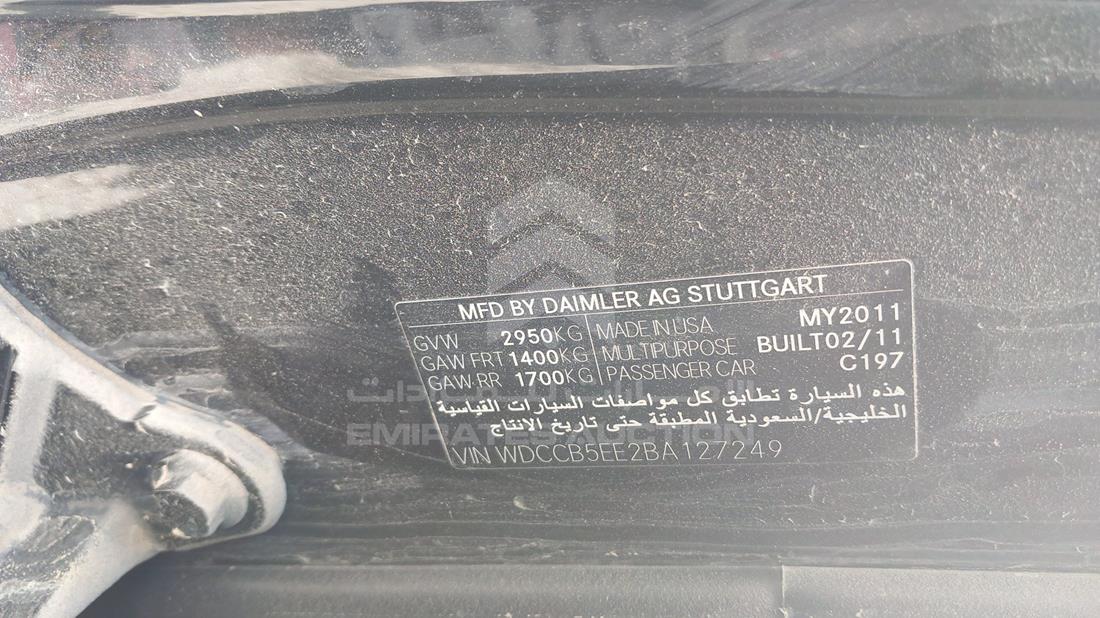 MFD BY DAIMLER AG STUTTGART
GVW 2950KG MADE IN USA MY2011
GAW FRT 1400KG MULTIPURPOSE BUILT02/11
GAW RR 1700KG PASSENGER CAR C197
هذه السيارة تطابق كل مواصفات السيارات القياسية
الخليجية/السعودية المطبقة حتى تاريخ الانتاج
VIN WDCCB5EE2BA127249
الإمارات للمزادات
EMIRATES AUCTION